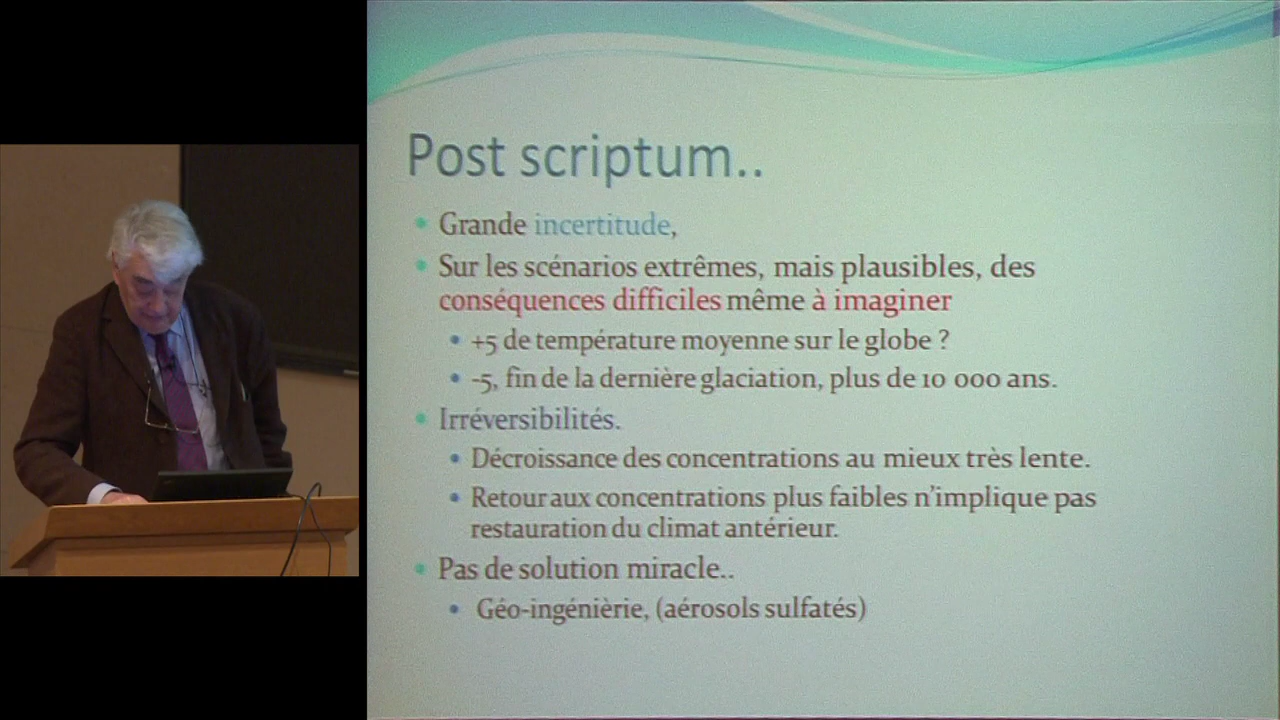 Post scriptum..
• Grande incertitude,
• Sur les scénarios extrêmes, mais plausibles, des
conséquences difficiles même à imaginer
• +5 de température moyenne sur le globe ?
• -5, fin de la dernière glaciation, plus de 10 000 ans.
• Irréversibilités.
• Décroissance des concentrations au mieux très lente.
• Retour aux concentrations plus faibles n'implique pas
restauration du climat antérieur.
• Pas de solution miracle..
• Géo-ingénièrie, (aérosols sulfatés)